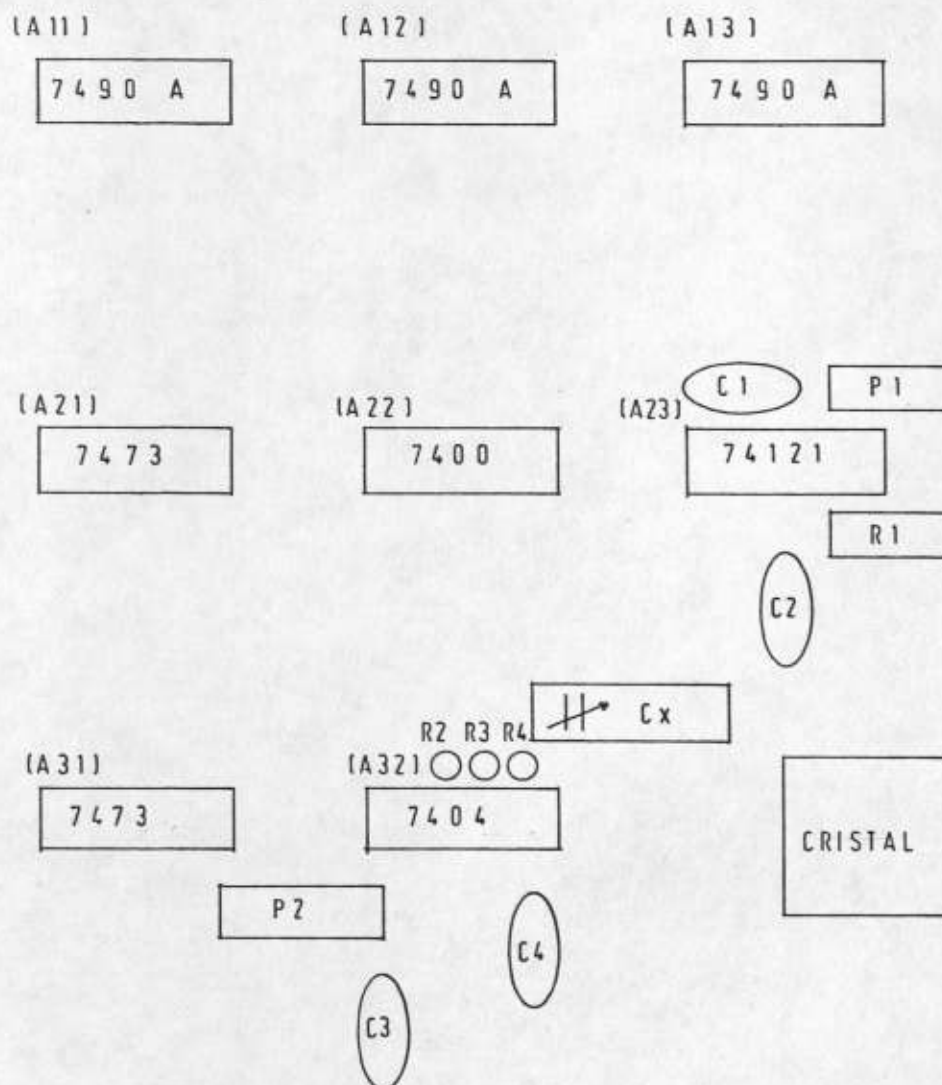 (A11) (A12) (A13)
7490 A 7490 A 7490 A
C1 P1
(A21) (A22) (A23)
7473 7400 74121
R1
C2
Cx
R2 R3 R4
(A31) (A32)
7473 7404
CRISTAL
P2
C4
C3